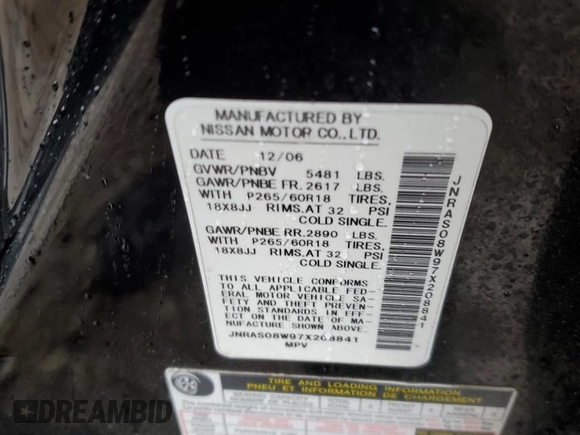 MANUFACTURED BY
NISSAN MOTOR CO.,LTD.
DATE 12/06
GVWR/PNBV 5481 LBS.
GAWR/PNBE FR. 2617 LBS.
WITH P265/60R18 TIRES,
18X8JJ RIMS.AT 32 PSI
COLD SINGLE.
GAWR/PNBE RR. 2890 LBS.
WITH P265/60R18 TIRES,
18X8JJ RIMS.AT 32 PSI
COLD SINGLE.
THIS VEHICLE CONFORMS
TO ALL APPLICABLE FED-
ERAL MOTOR VEHICLE SA-
FETY AND THEFT PREVEN-
TION STANDARDS IN EFF-
ECT ON THE DATE OF MA-
NUFACTURE SHOWN ABOVE.
JNRAS08W97X208841
MPV
JNRAS08W97X208841
TIRE AND LOADING INFORMATION
PNEU ET INFORMATION DE CHARGEMENT
DREAMBID